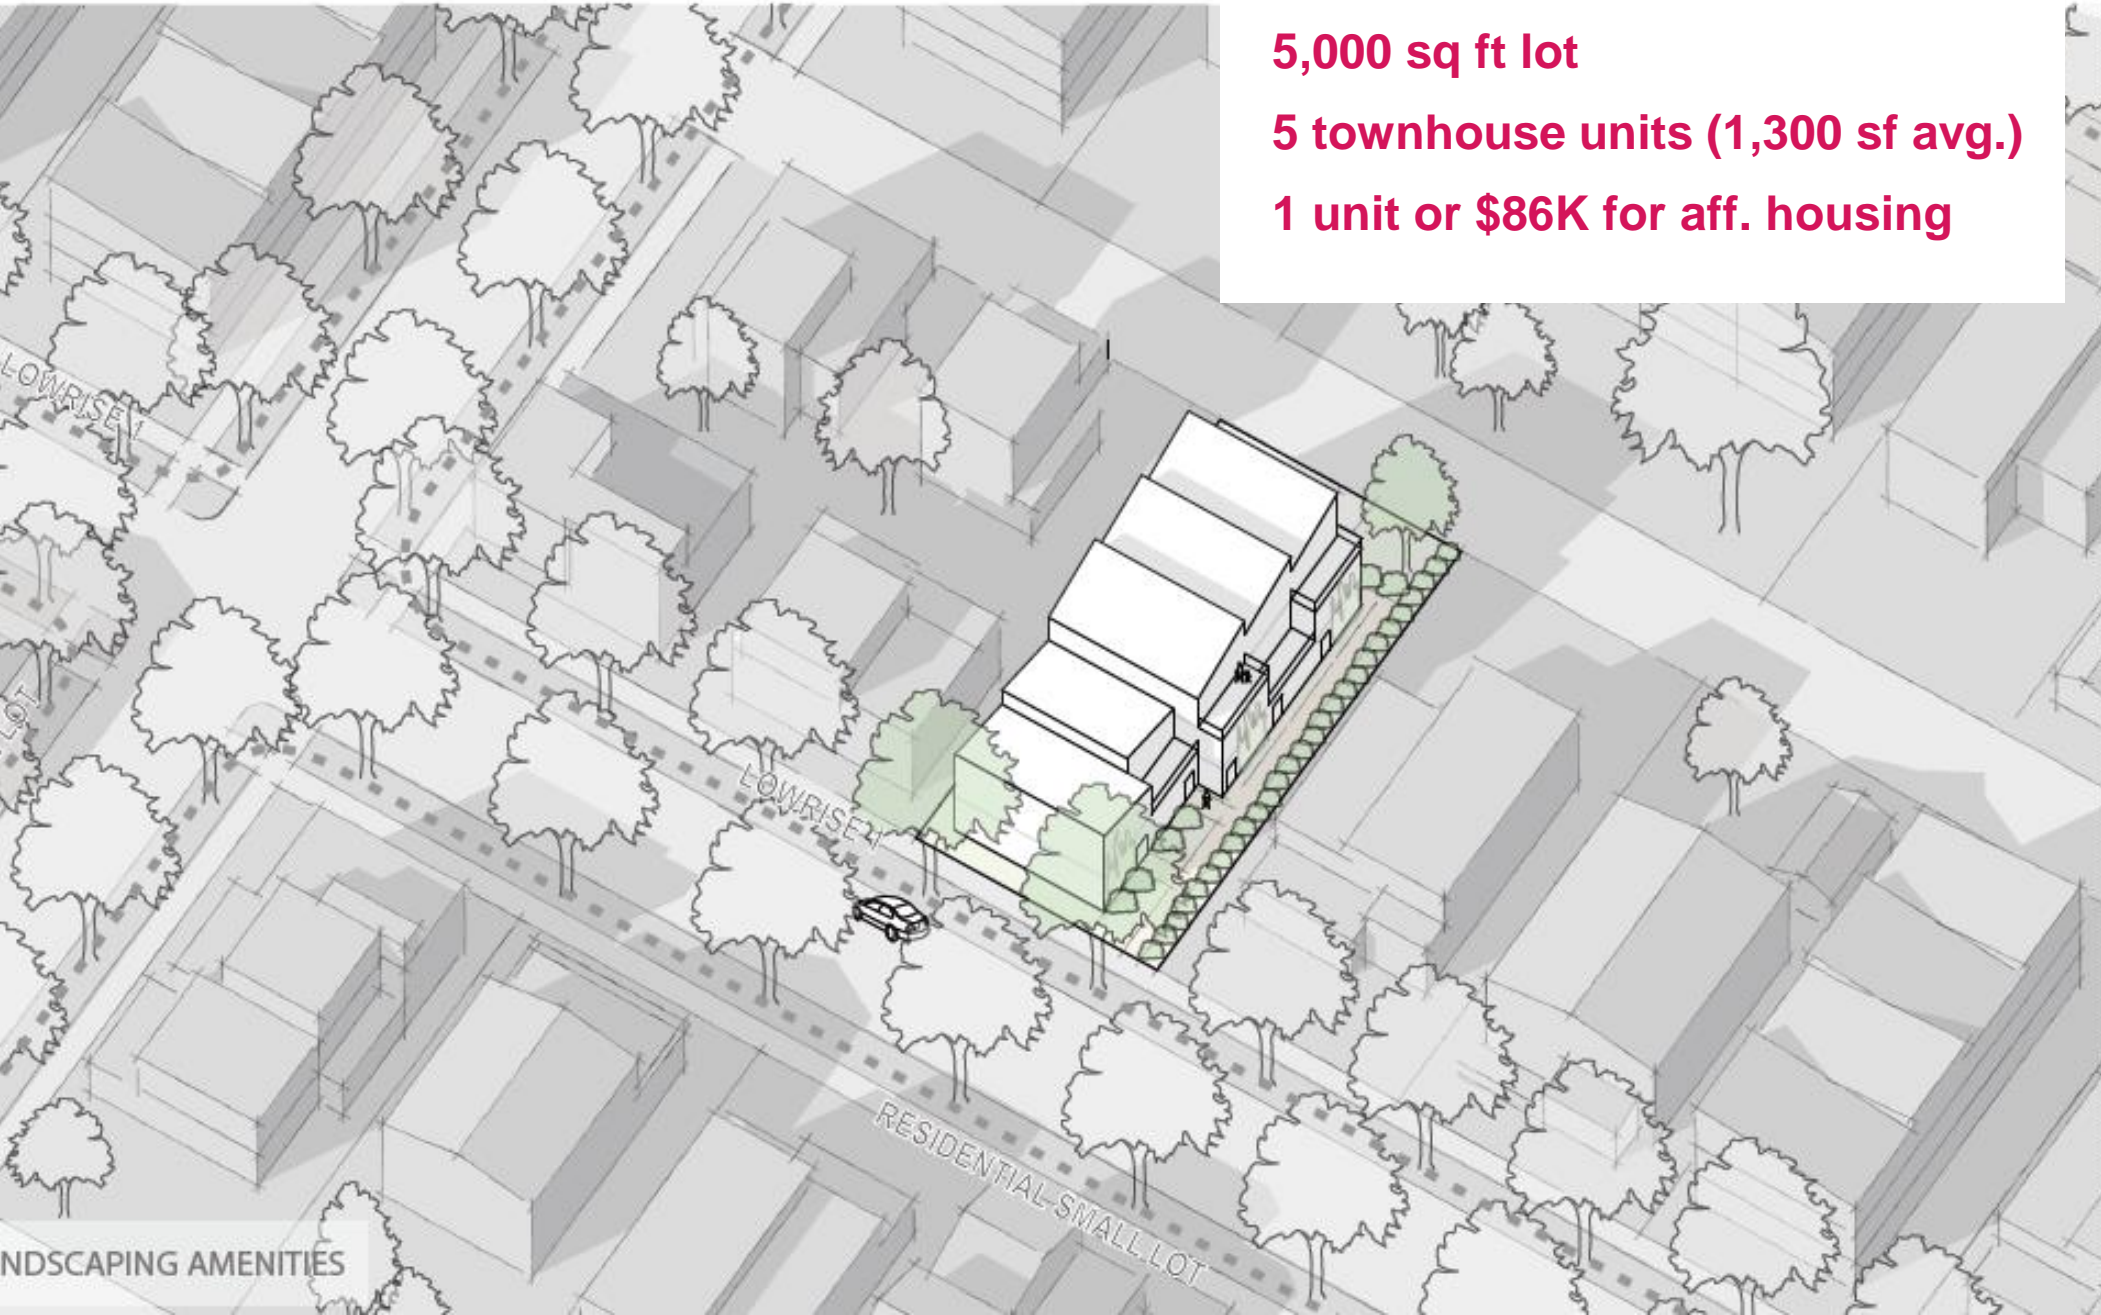 5,000 sq ft lot
5 townhouse units (1,300 sf avg.)
1 unit or $86K for aff. housing
LOWRISE 1
LOT
LOWRISE 1
RESIDENTIAL SMALL LOT
NDSCAPING AMENITIES